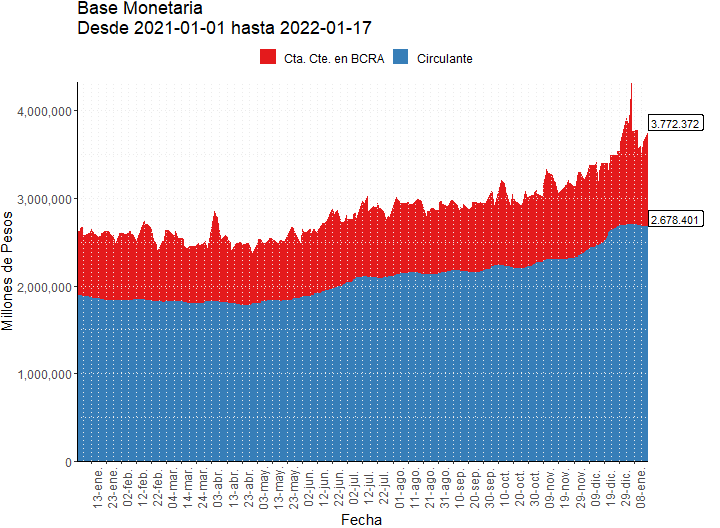 Base Monetaria
Desde 2021-01-01 hasta 2022-01-17
Cta. Cte. en BCRA
Circulante
Millones de Pesos
4,000,000
3,000,000
2,000,000
1,000,000
0
3.772.372
2.678.401
13-ene.
23-ene.
02-feb.
12-feb.
22-feb.
04-mar.
14-mar.
24-mar.
03-abr.
13-abr.
23-abr.
03-may.
13-may.
23-may.
02-jun.
12-jun.
22-jun.
02-jul.
12-jul.
22-jul.
01-ago.
11-ago.
21-ago.
31-ago.
10-sep.
20-sep.
30-sep.
10-oct.
20-oct.
30-oct.
09-nov.
19-nov.
29-nov.
09-dic.
19-dic.
29-dic.
08-ene.
Fecha